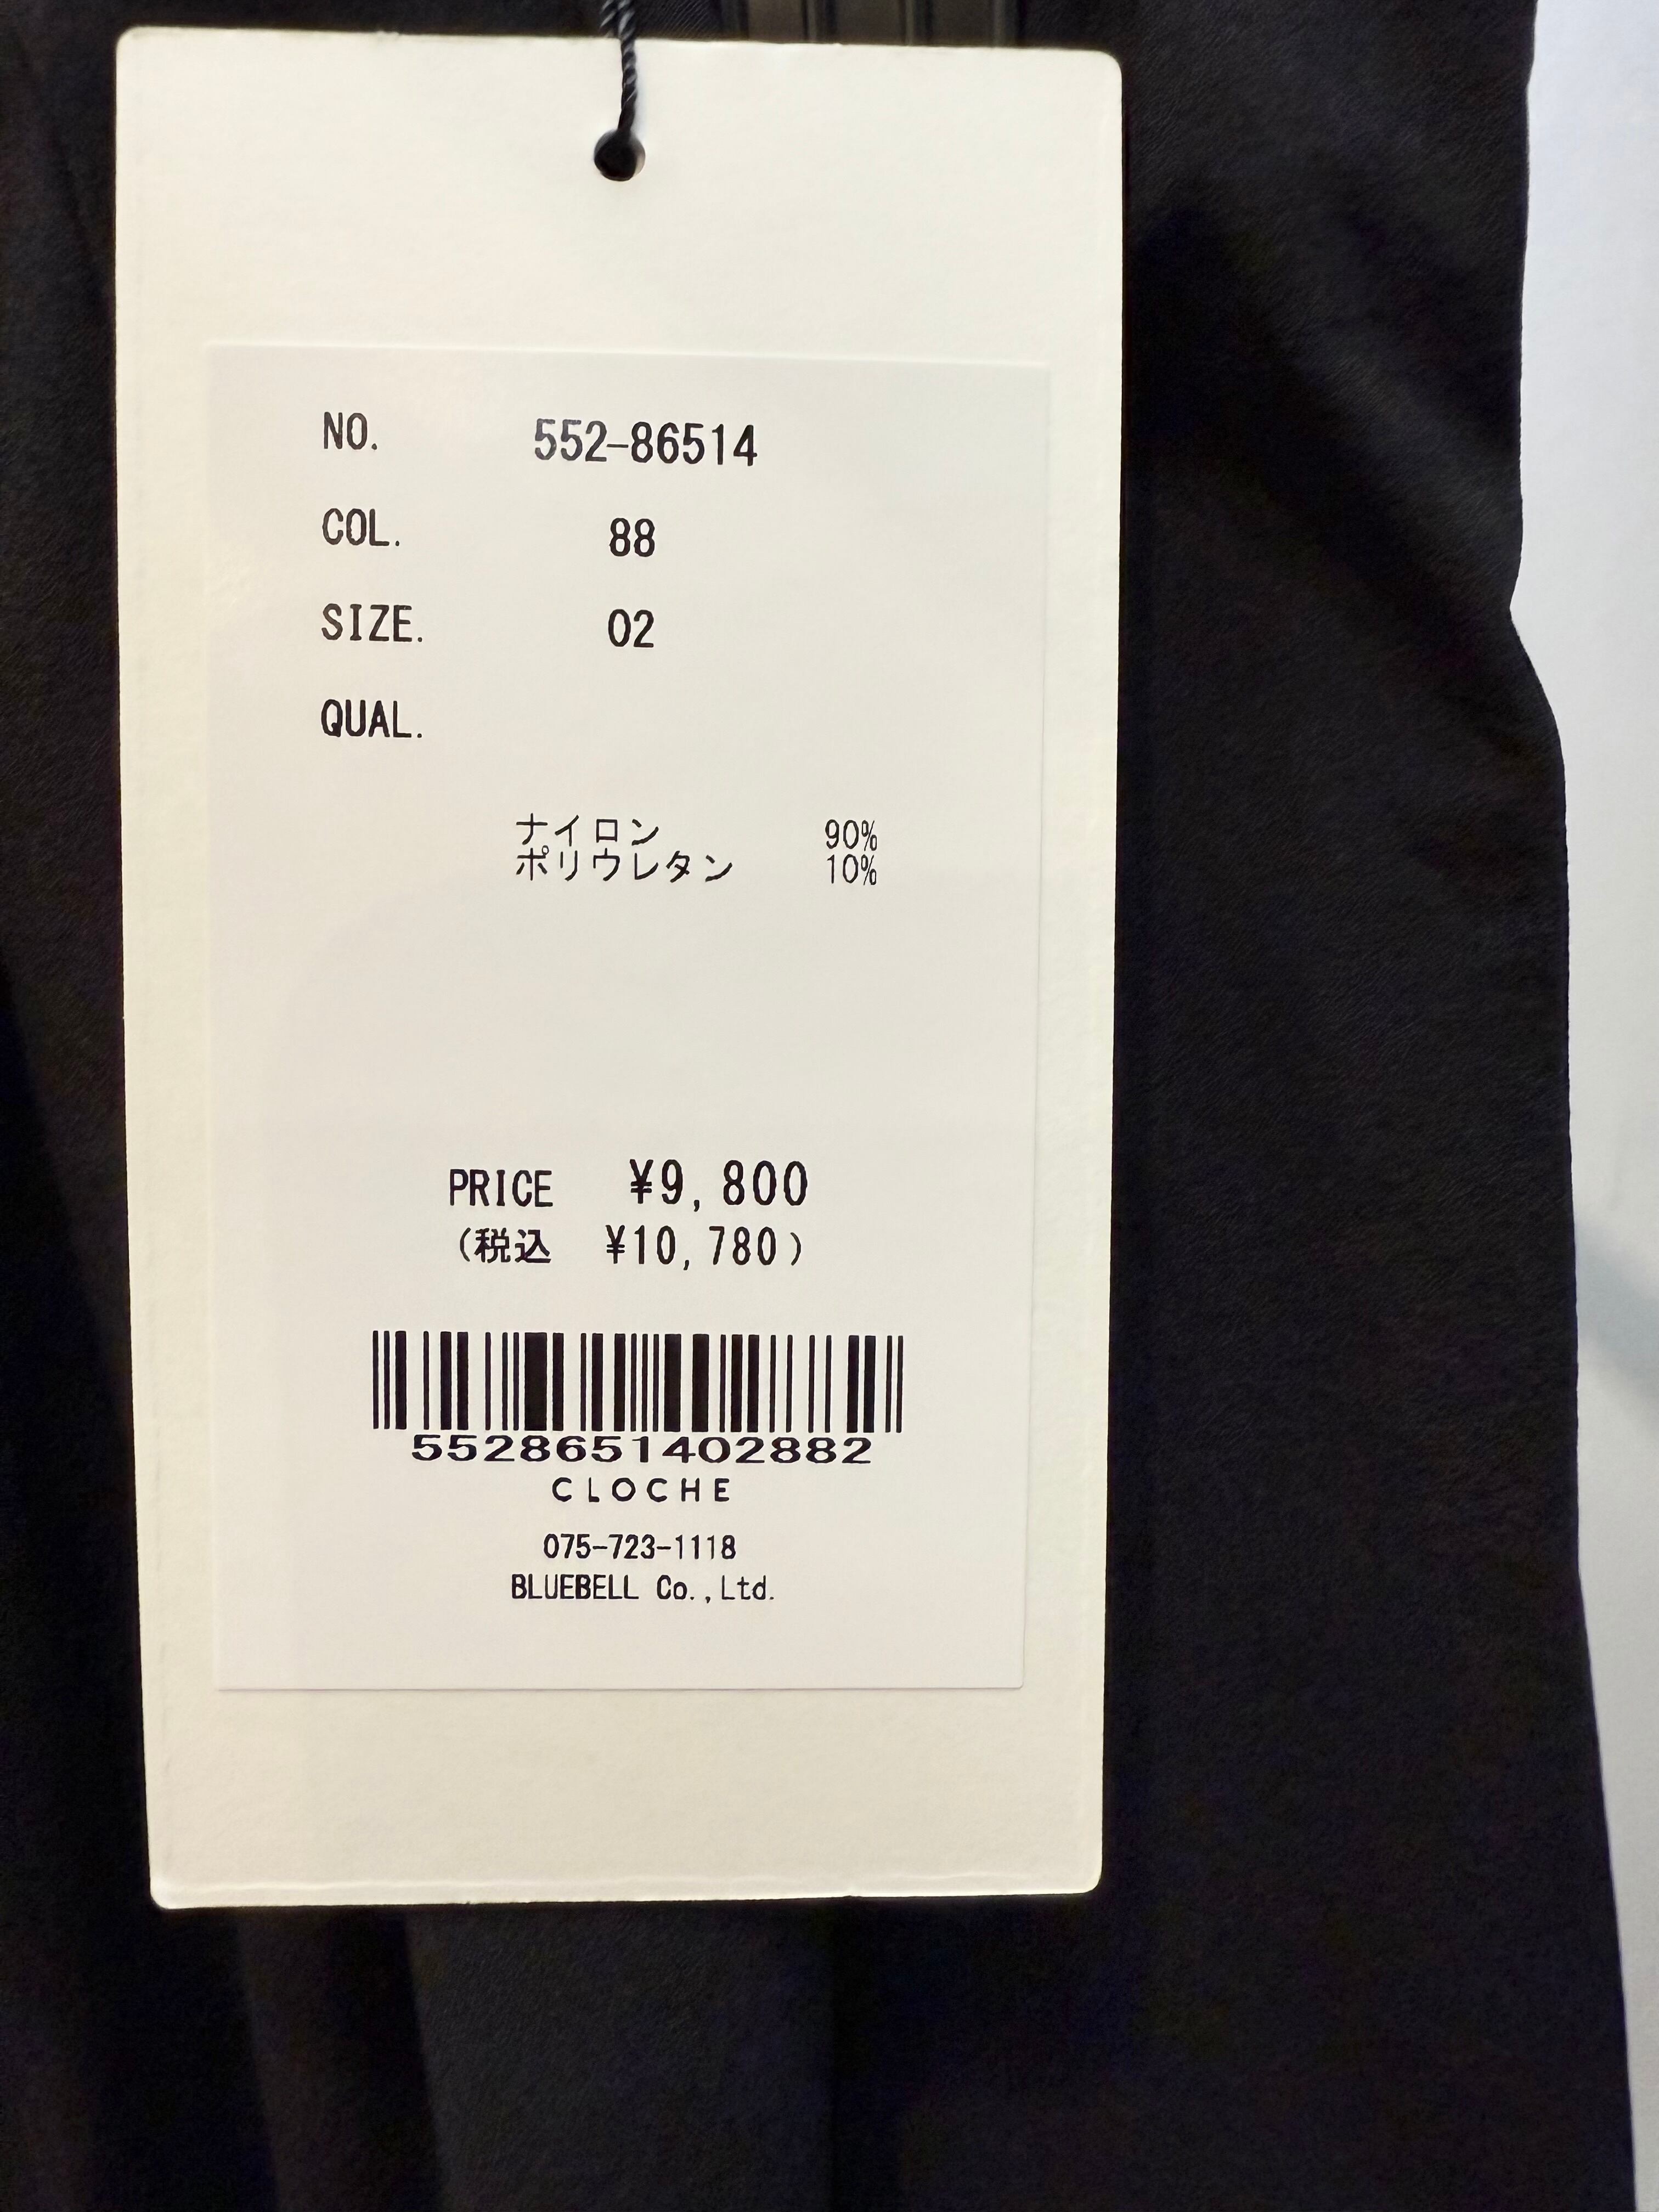 NO. 552-86514
COL. 88
SIZE. 02
QUAL.
ナイロン 90%
ポリウレタン 10%
PRICE ¥9,800
(税込 ¥10,780)
5528651402882
CLOCHE
075-723-1118
BLUEBELL Co.,Ltd.